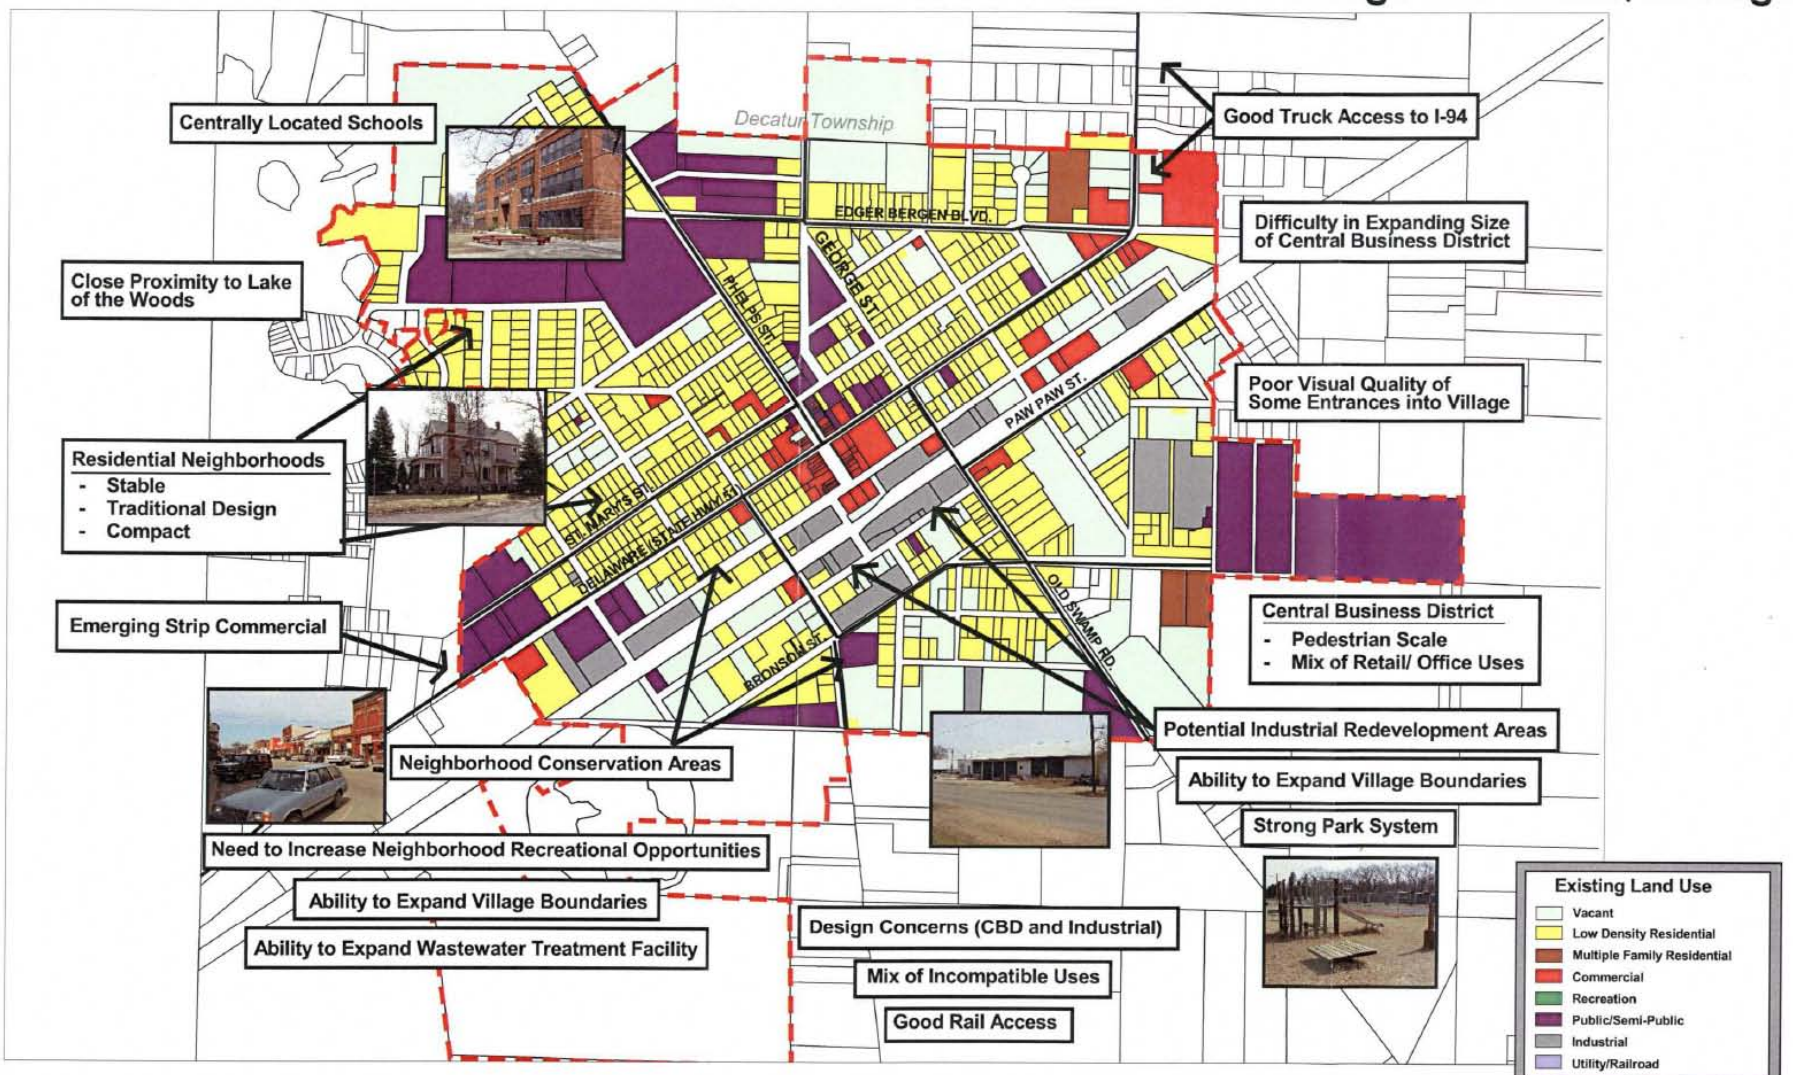 Decatur Township
Centrally Located Schools
Good Truck Access to I-94
EDGER BERGEN BLVD.
Difficulty in Expanding Size
of Central Business District
GEORGE ST.
Close Proximity to Lake
of the Woods
PHELPS ST.
Poor Visual Quality of
Some Entrances into Village
PAW PAW ST.
Residential Neighborhoods
- Stable
- Traditional Design
- Compact
ST. MARY'S ST.
DELAWARE (STATE HWY 51)
OLD SWAMP RD.
Emerging Strip Commercial
BRONSON ST.
Central Business District
- Pedestrian Scale
- Mix of Retail/ Office Uses
Potential Industrial Redevelopment Areas
Neighborhood Conservation Areas
Ability to Expand Village Boundaries
Strong Park System
Need to Increase Neighborhood Recreational Opportunities
Ability to Expand Village Boundaries
Ability to Expand Wastewater Treatment Facility
Design Concerns (CBD and Industrial)
Mix of Incompatible Uses
Good Rail Access
Existing Land Use
Vacant
Low Density Residential
Multiple Family Residential
Commercial
Recreation
Public/Semi-Public
Industrial
Utility/Railroad